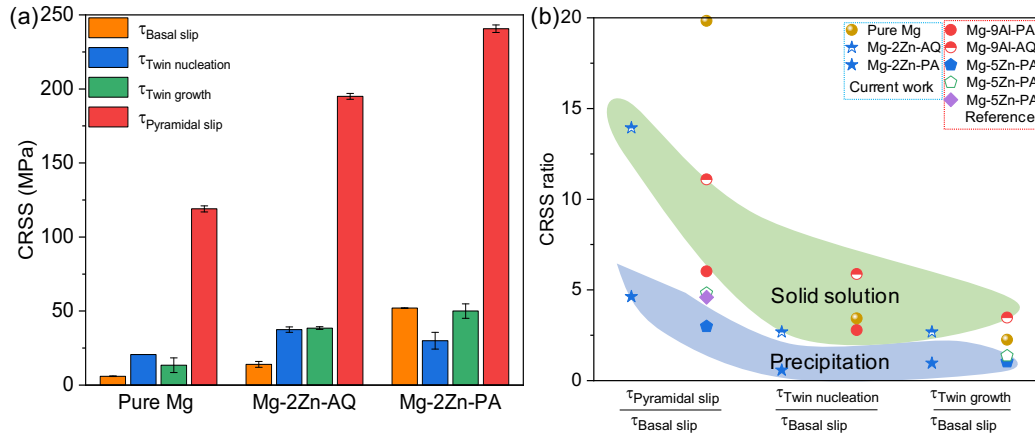 (a)
250
200
150
100
50
0
CRSS (MPa)
τBasal slip
τTwin nucleation
τTwin growth
τPyramidal slip
Pure Mg
Mg-2Zn-AQ
Mg-2Zn-PA
(b)
20
15
10
5
0
CRSS ratio
Pure Mg
Mg-2Zn-AQ
Mg-2Zn-PA
Current work
Mg-9Al-PA
Mg-9Al-AQ
Mg-5Zn-PA
Mg-5Zn-PA
Mg-5Zn-PA
Reference
Solid solution
Precipitation
τPyramidal slip
τBasal slip
τTwin nucleation
τBasal slip
τTwin growth
τBasal slip